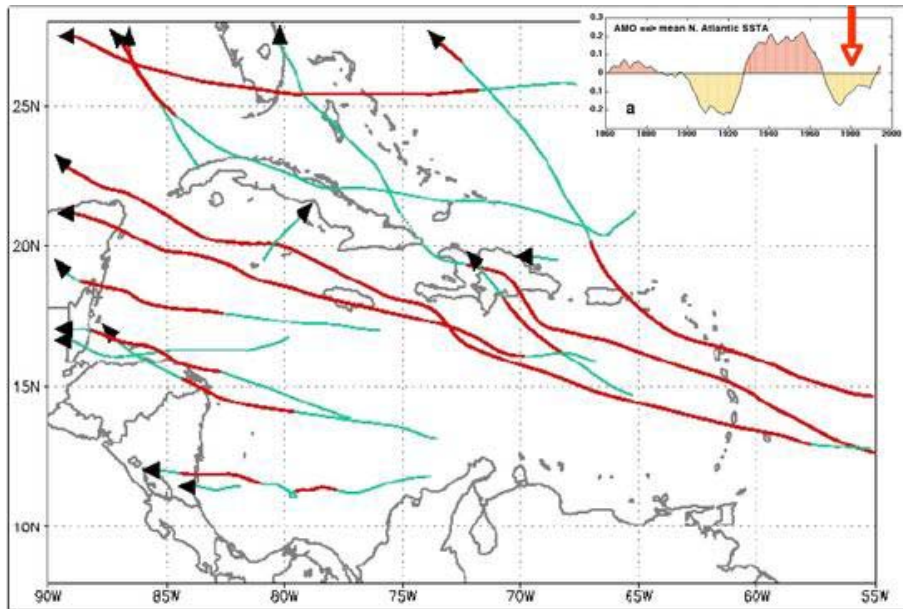 0.3
0.2
0.1
0
-0.1
-0.2
AMO ==> mean N. Atlantic SSTA
a
1860 1880 1900 1920 1940 1960 1980 2000
25N
20N
15N
10N
90W 85W 80W 75W 70W 65W 60W 55W